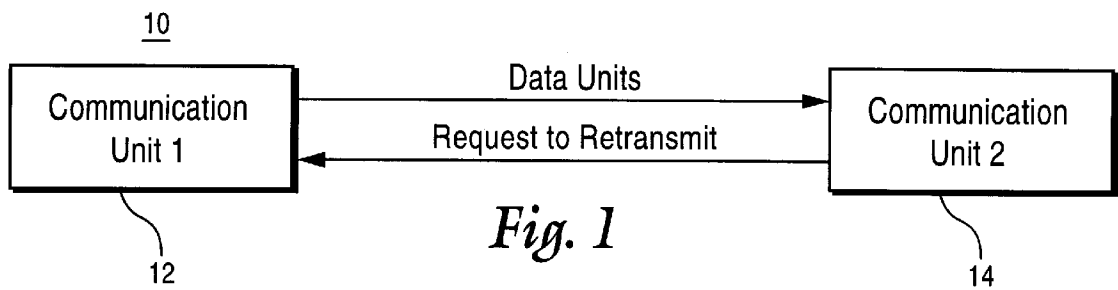 10
Communication
Unit 1
Data Units
Request to Retransmit
Communication
Unit 2
12
Fig. 1
14